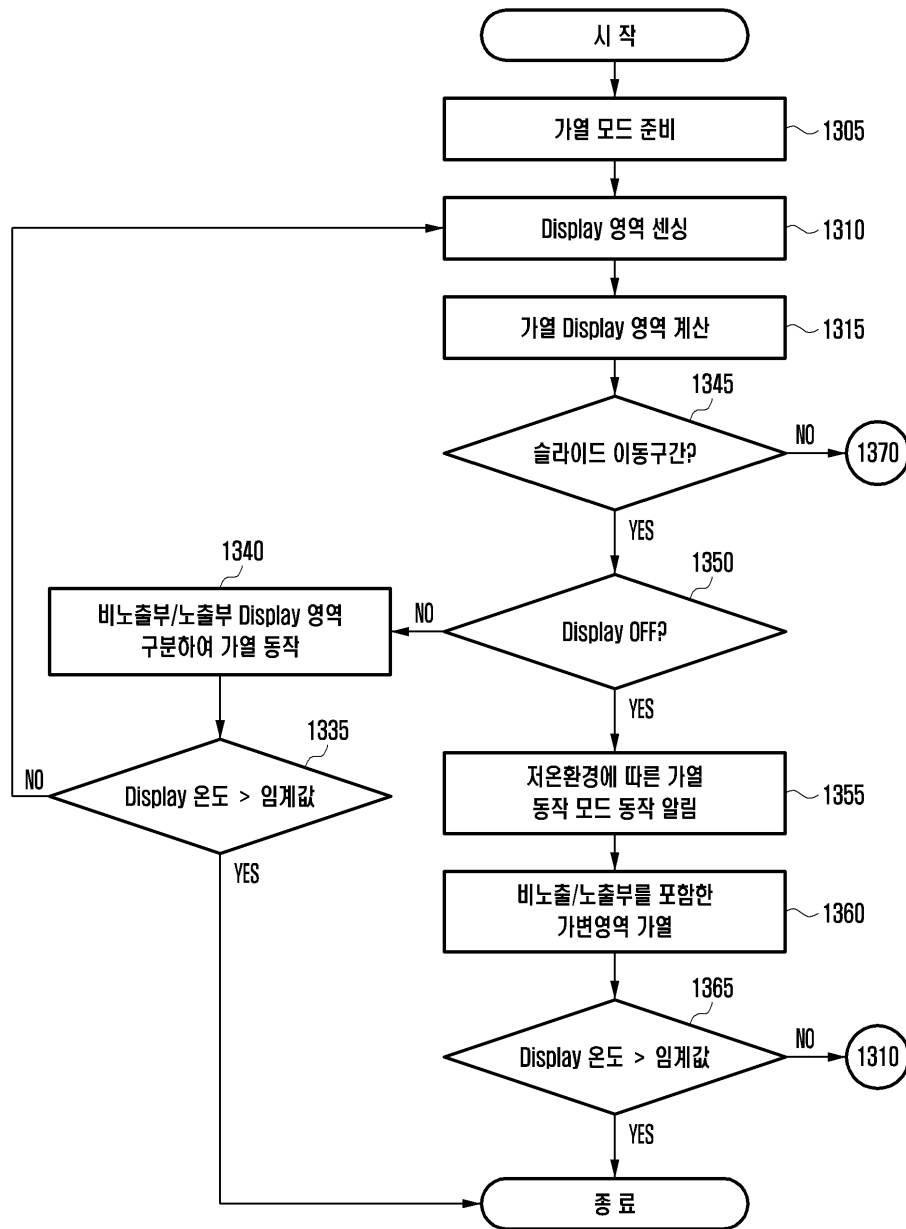 시 작
가열 모드 준비
1305
Display 영역 센싱
1310
가열 Display 영역 계산
1315
1345
슬라이드 이동구간?
NO
1370
YES
1340
1350
비노출부/노출부 Display 영역
구분하여 가열 동작
NO
Display OFF?
YES
1335
NO
Display 온도 > 임계값
YES
저온환경에 따른 가열
동작 모드 동작 알림
1355
비노출/노출부를 포함한
가변영역 가열
1360
1365
Display 온도 > 임계값
NO
1310
YES
종 료